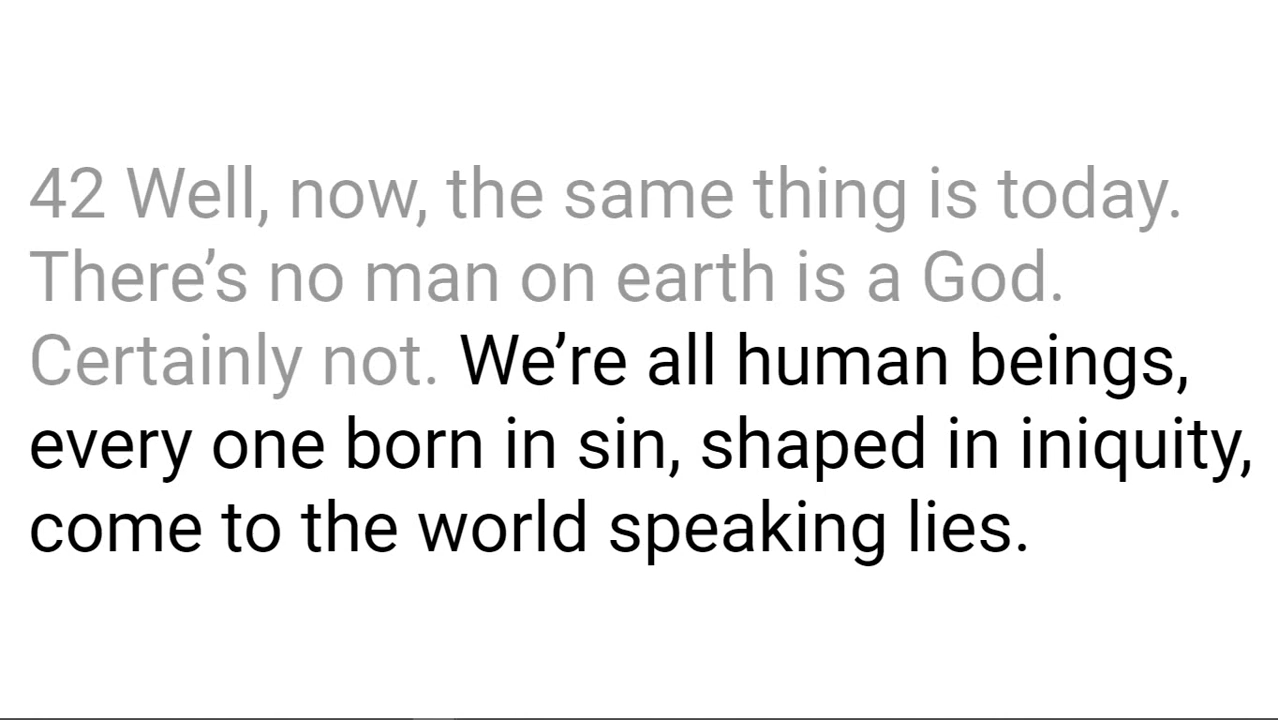 42 Well, now, the same thing is today.
There’s no man on earth is a God.
Certainly not. We’re all human beings,
every one born in sin, shaped in iniquity,
come to the world speaking lies.